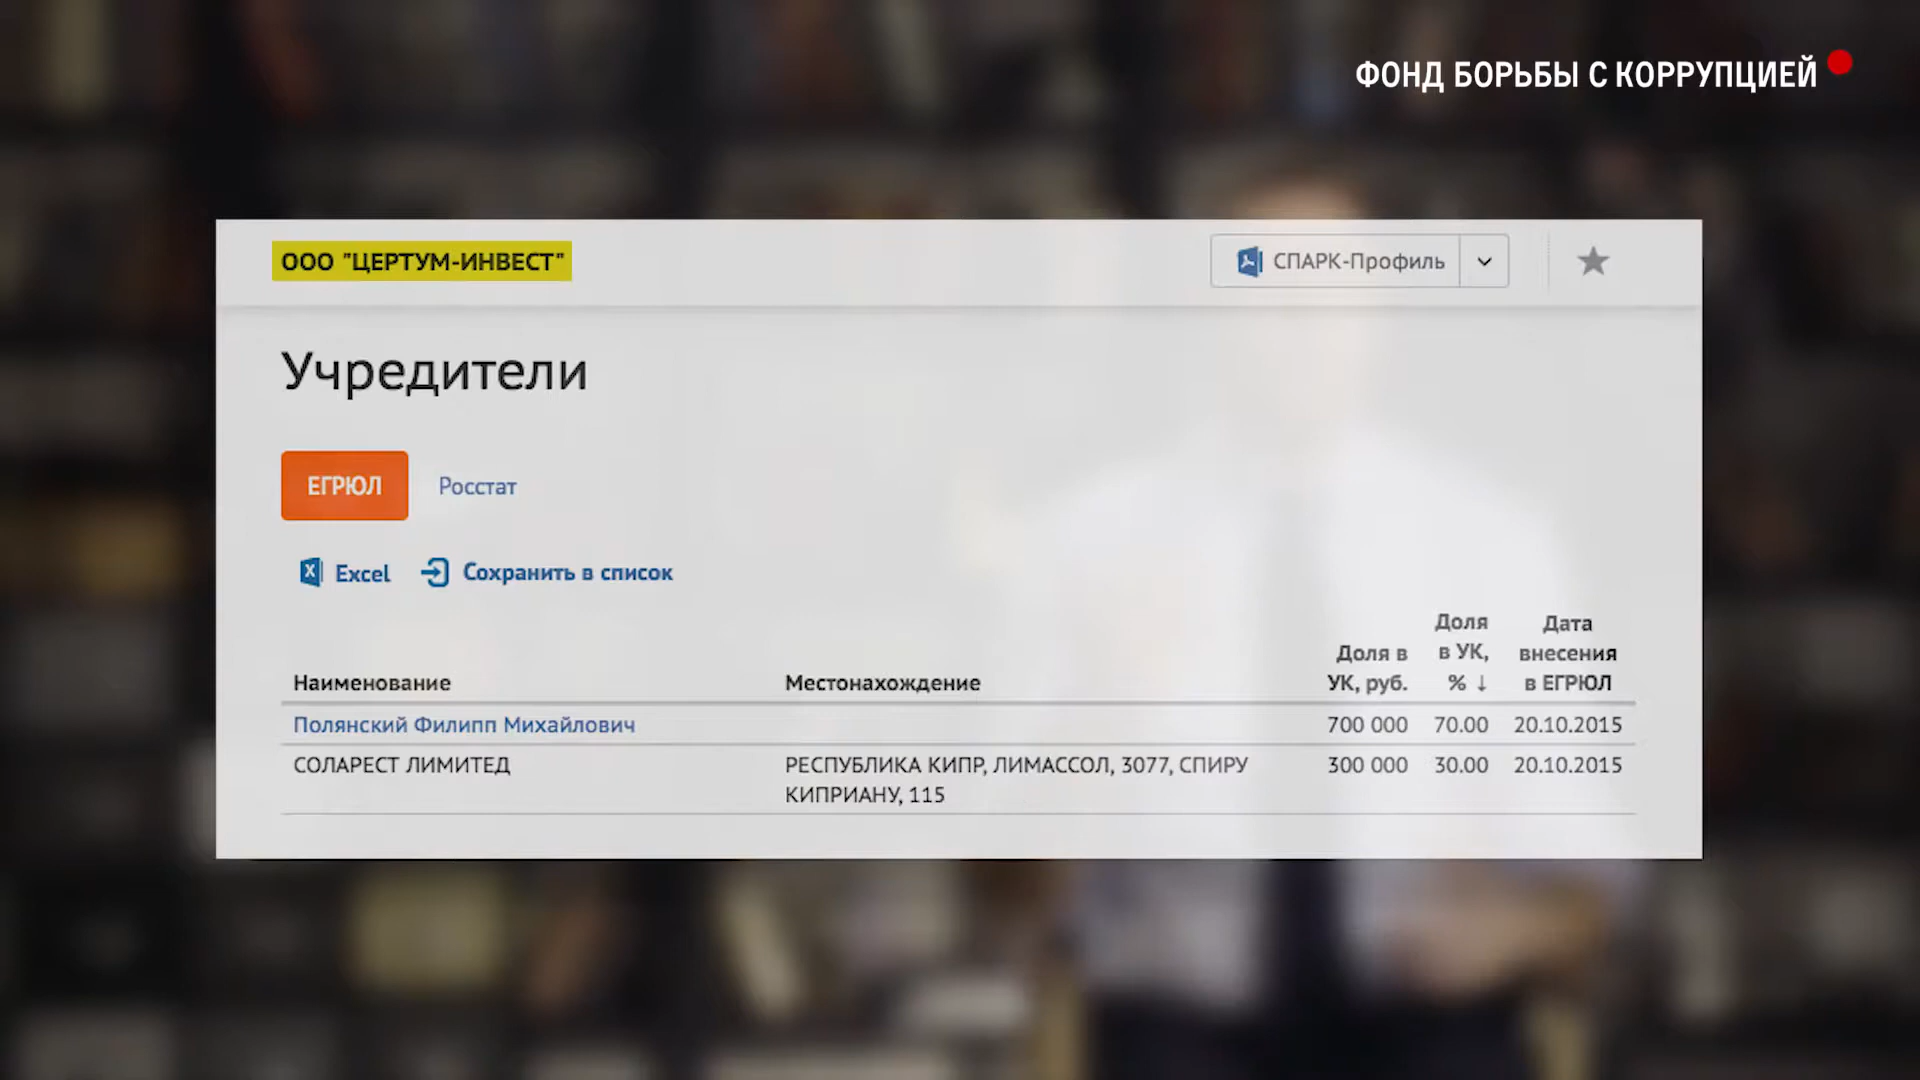 ФОНД БОРЬБЫ С КОРРУПЦИЕЙ
ООО "ЦЕРТУМ-ИНВЕСТ"
СПАРК-Профиль
Учредители
ЕГРЮЛ
Росстат
Excel
Сохранить в список
Наименование
Местонахождение
Доля в
УК, руб.
Доля
в УК,
% ↓
Дата
внесения
в ЕГРЮЛ
Полянский Филипп Михайлович
700 000
70.00
20.10.2015
СОЛАРЕСТ ЛИМИТЕД
РЕСПУБЛИКА КИПР, ЛИМАССОЛ, 3077, СПИРУ
КИПРИАНУ, 115
300 000
30.00
20.10.2015